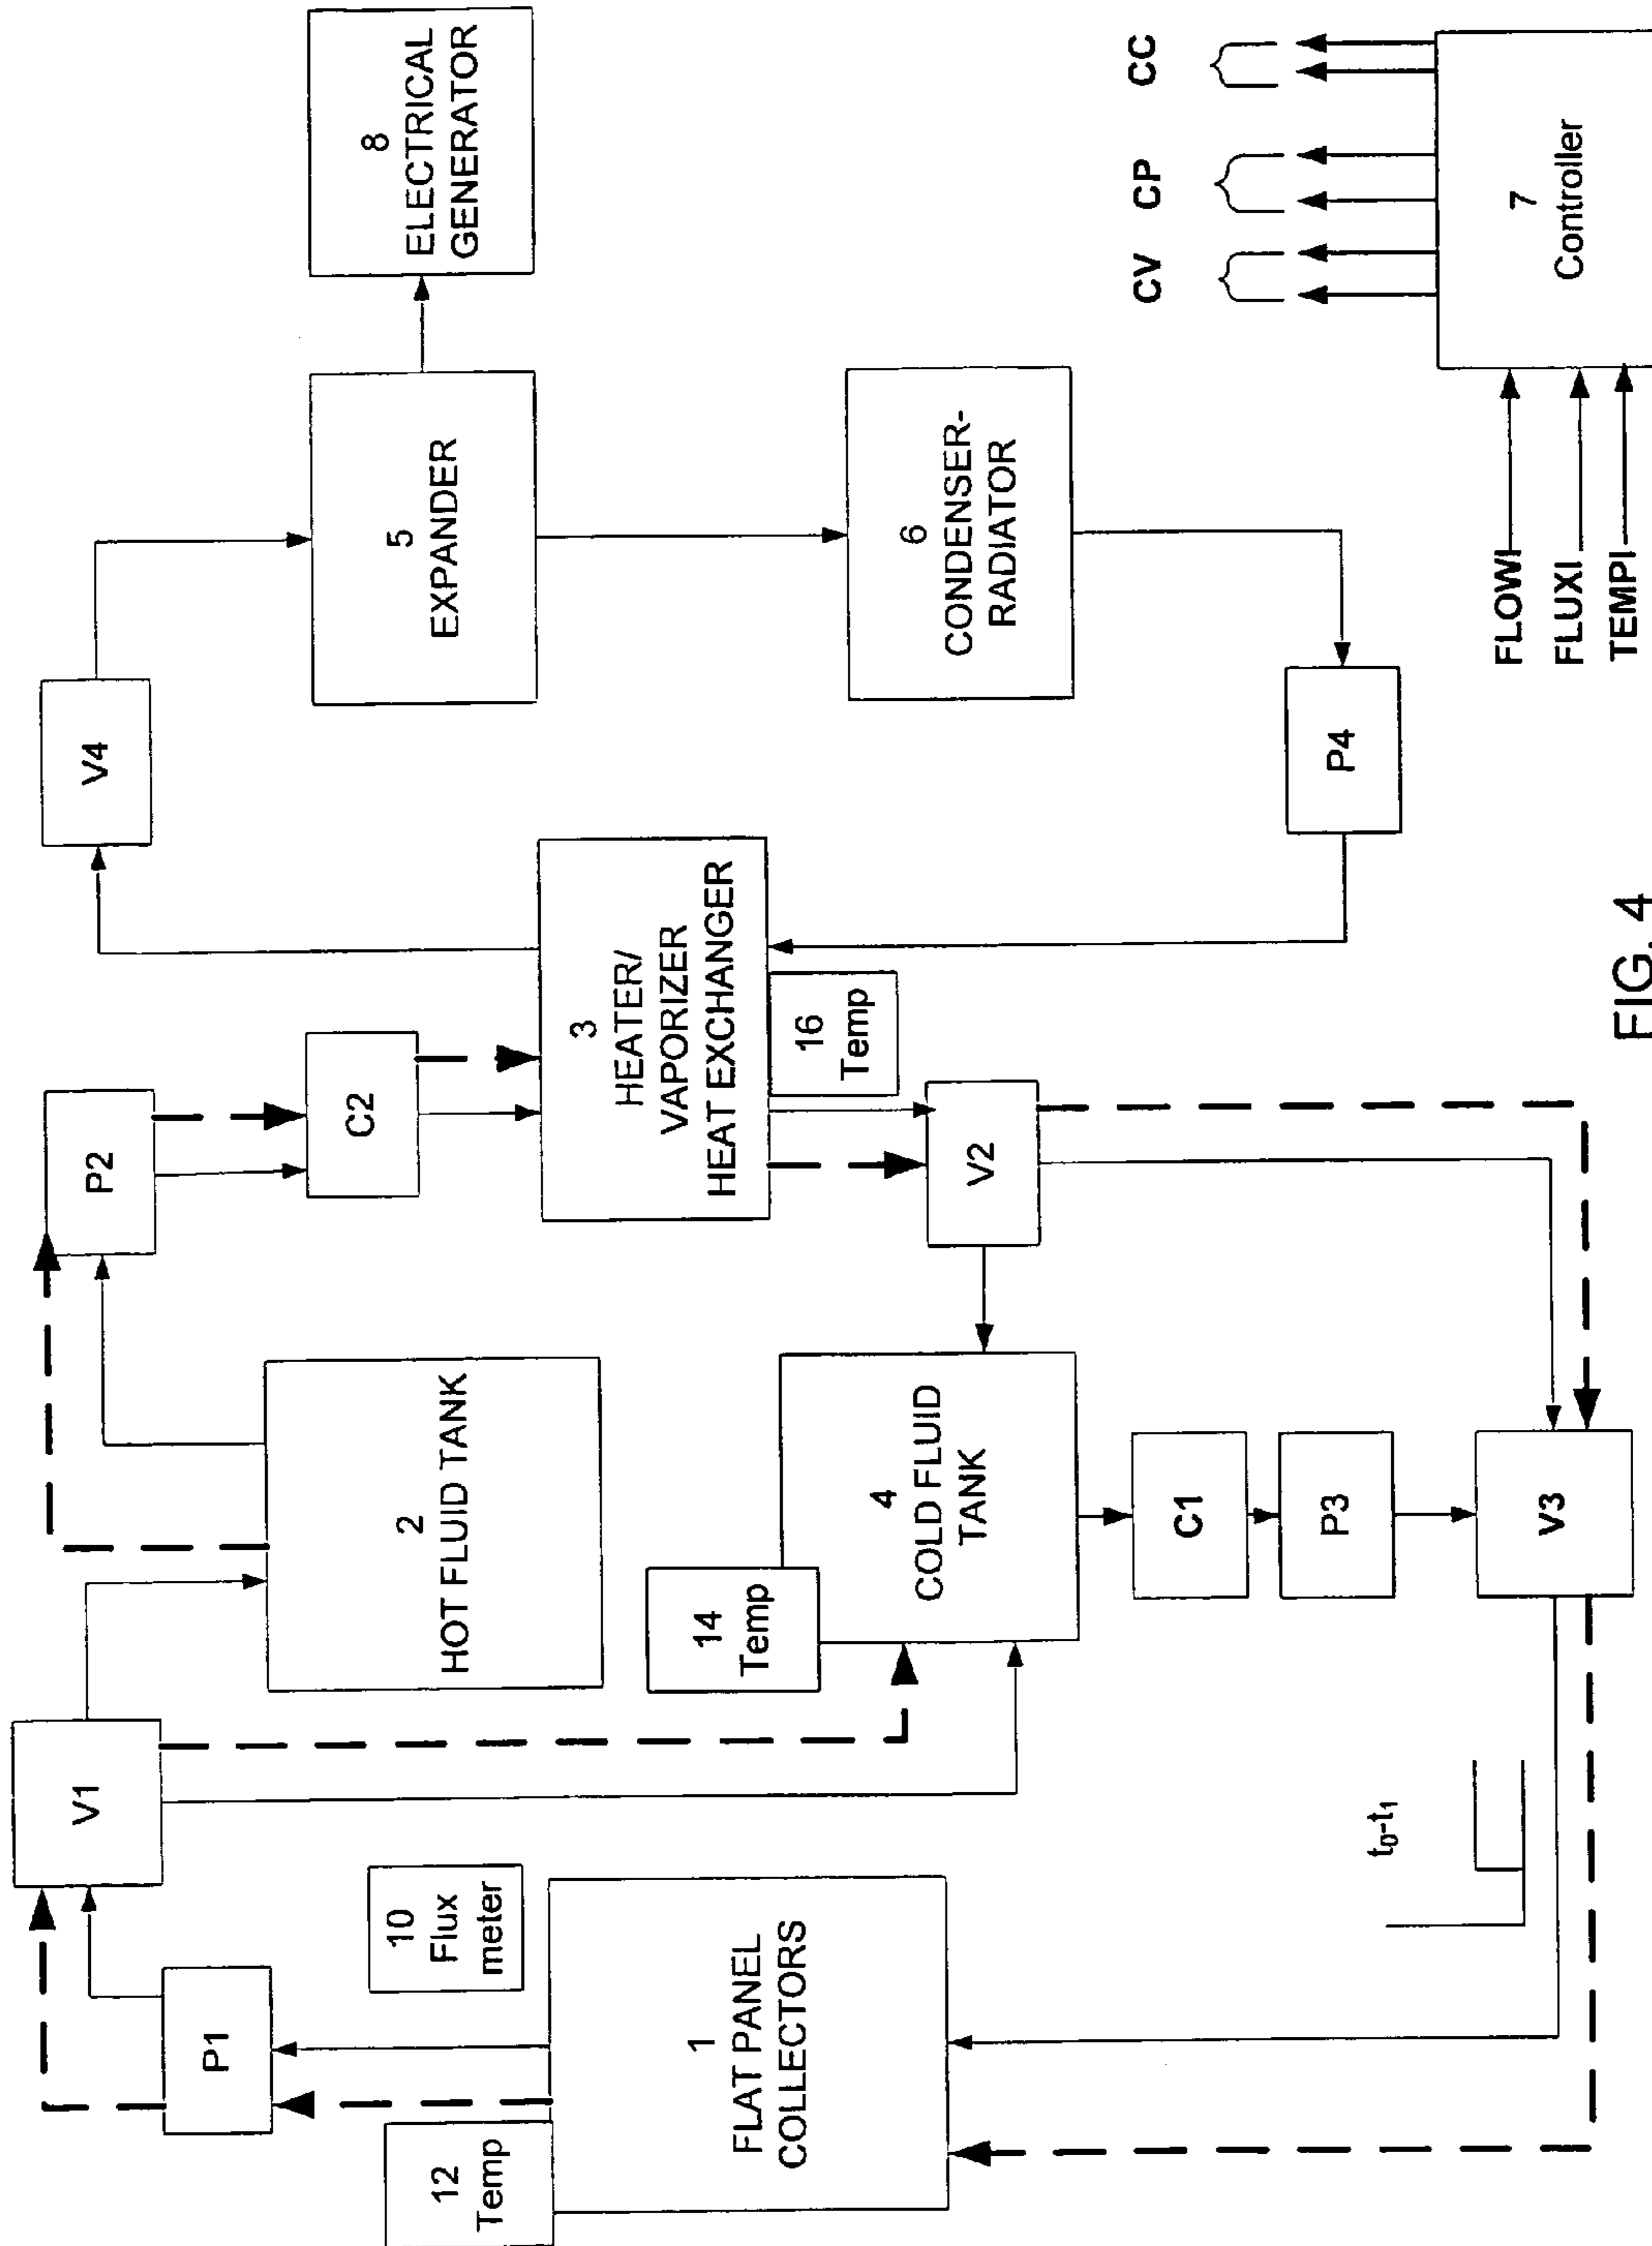 P1
V1
12
Temp
10
Flux
meter
1
FLAT PANEL
COLLECTORS
2
HOT FLUID TANK
P2
C2
14
Temp
4
COLD FLUID
TANK
C1
P3
V3
t0-t1
3
HEATER/
VAPORIZER
HEAT EXCHANGER
16
Temp
V2
V4
5
EXPANDER
8
ELECTRICAL
GENERATOR
6
CONDENSER-
RADIATOR
P4
CV CP CC
FLOWI
FLUXI
TEMPI
7
Controller
FIG. 4